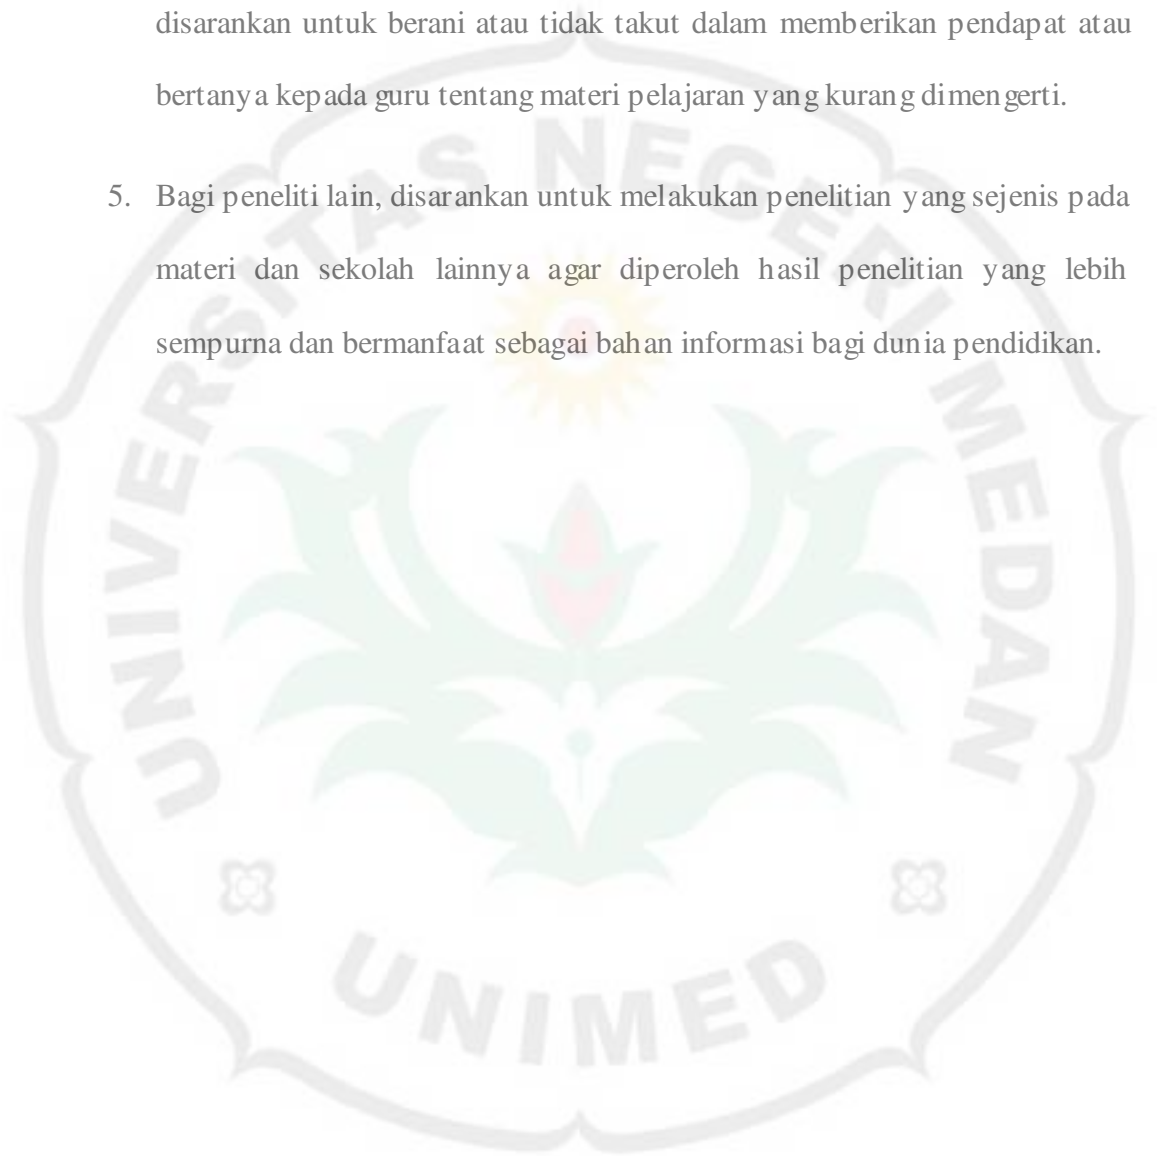 disarankan untuk berani atau tidak takut dalam memberikan pendapat atau
bertanya kepada guru tentang materi pelajaran yang kurang dimengerti.
5. Bagi peneliti lain, disarankan untuk melakukan penelitian yang sejenis pada
materi dan sekolah lainnya agar diperoleh hasil penelitian yang lebih
sempurna dan bermanfaat sebagai bahan informasi bagi dunia pendidikan.
UNIVERSITAS NEGERI MEDAN
UNIMED